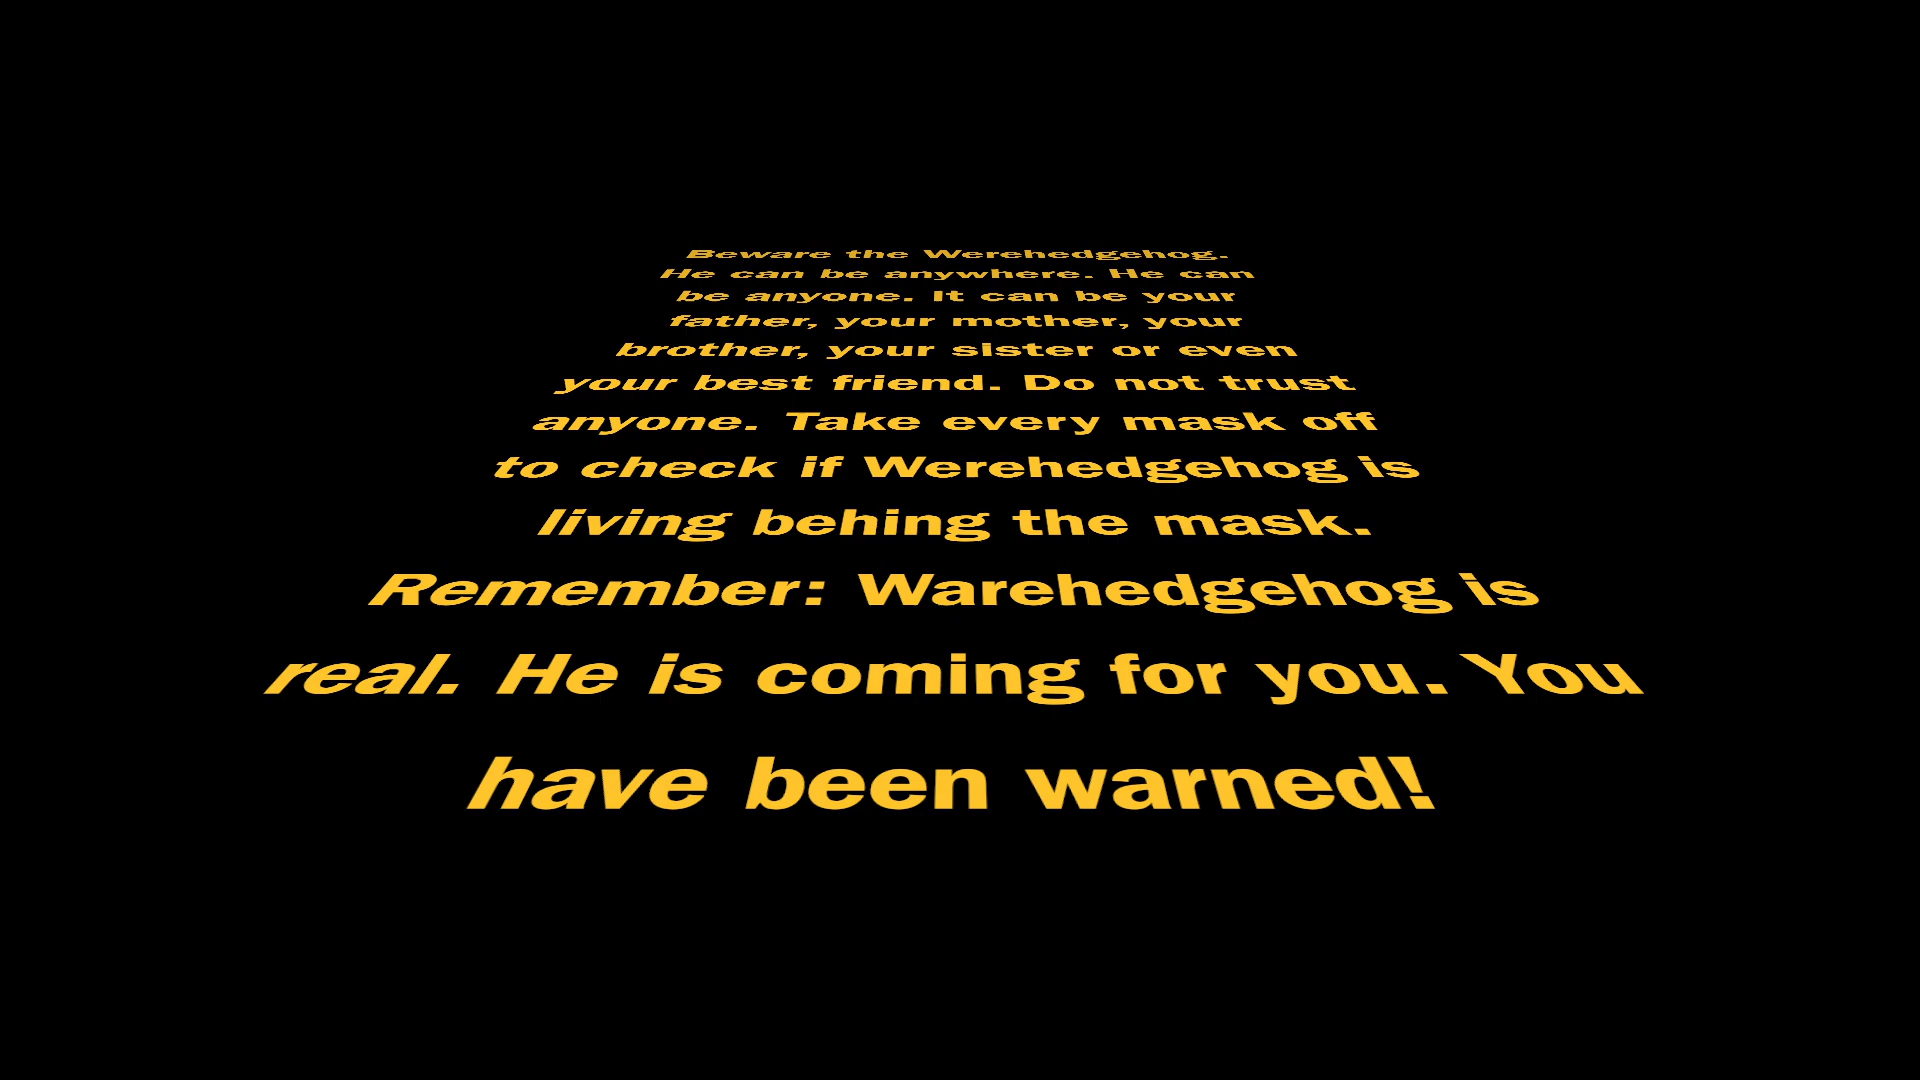 Beware the Werehedgehog.
He can be anywhere. He can
be anyone. It can be your
father, your mother, your
brother, your sister or even
your best friend. Do not trust
anyone. Take every mask off
to check if Werehedgehog is
living behing the mask.
Remember: Warehedgehog is
real. He is coming for you. You
have been warned!